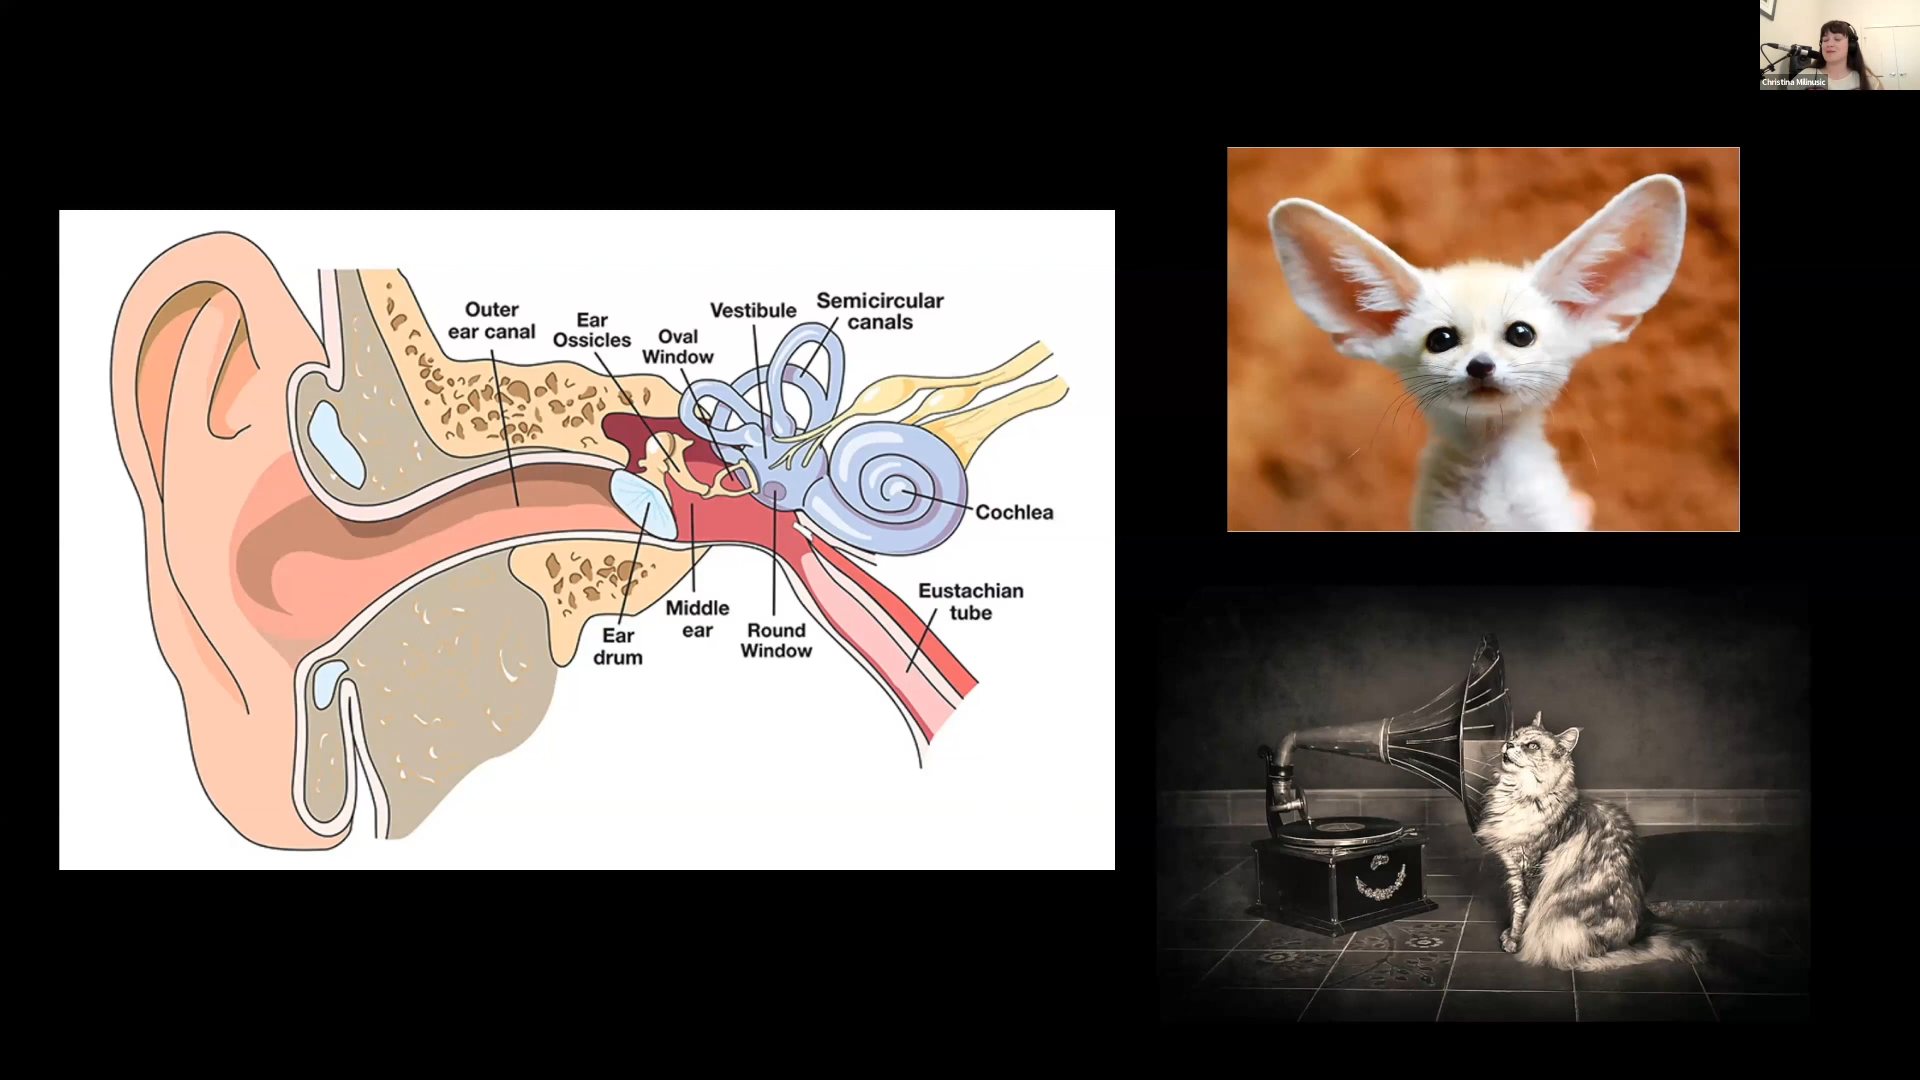 Christina Milinusic
Outer
ear canal
Ear
Ossicles
Oval
Window
Vestibule
Semicircular
canals
Cochlea
Eustachian
tube
Middle
ear
Round
Window
Ear
drum